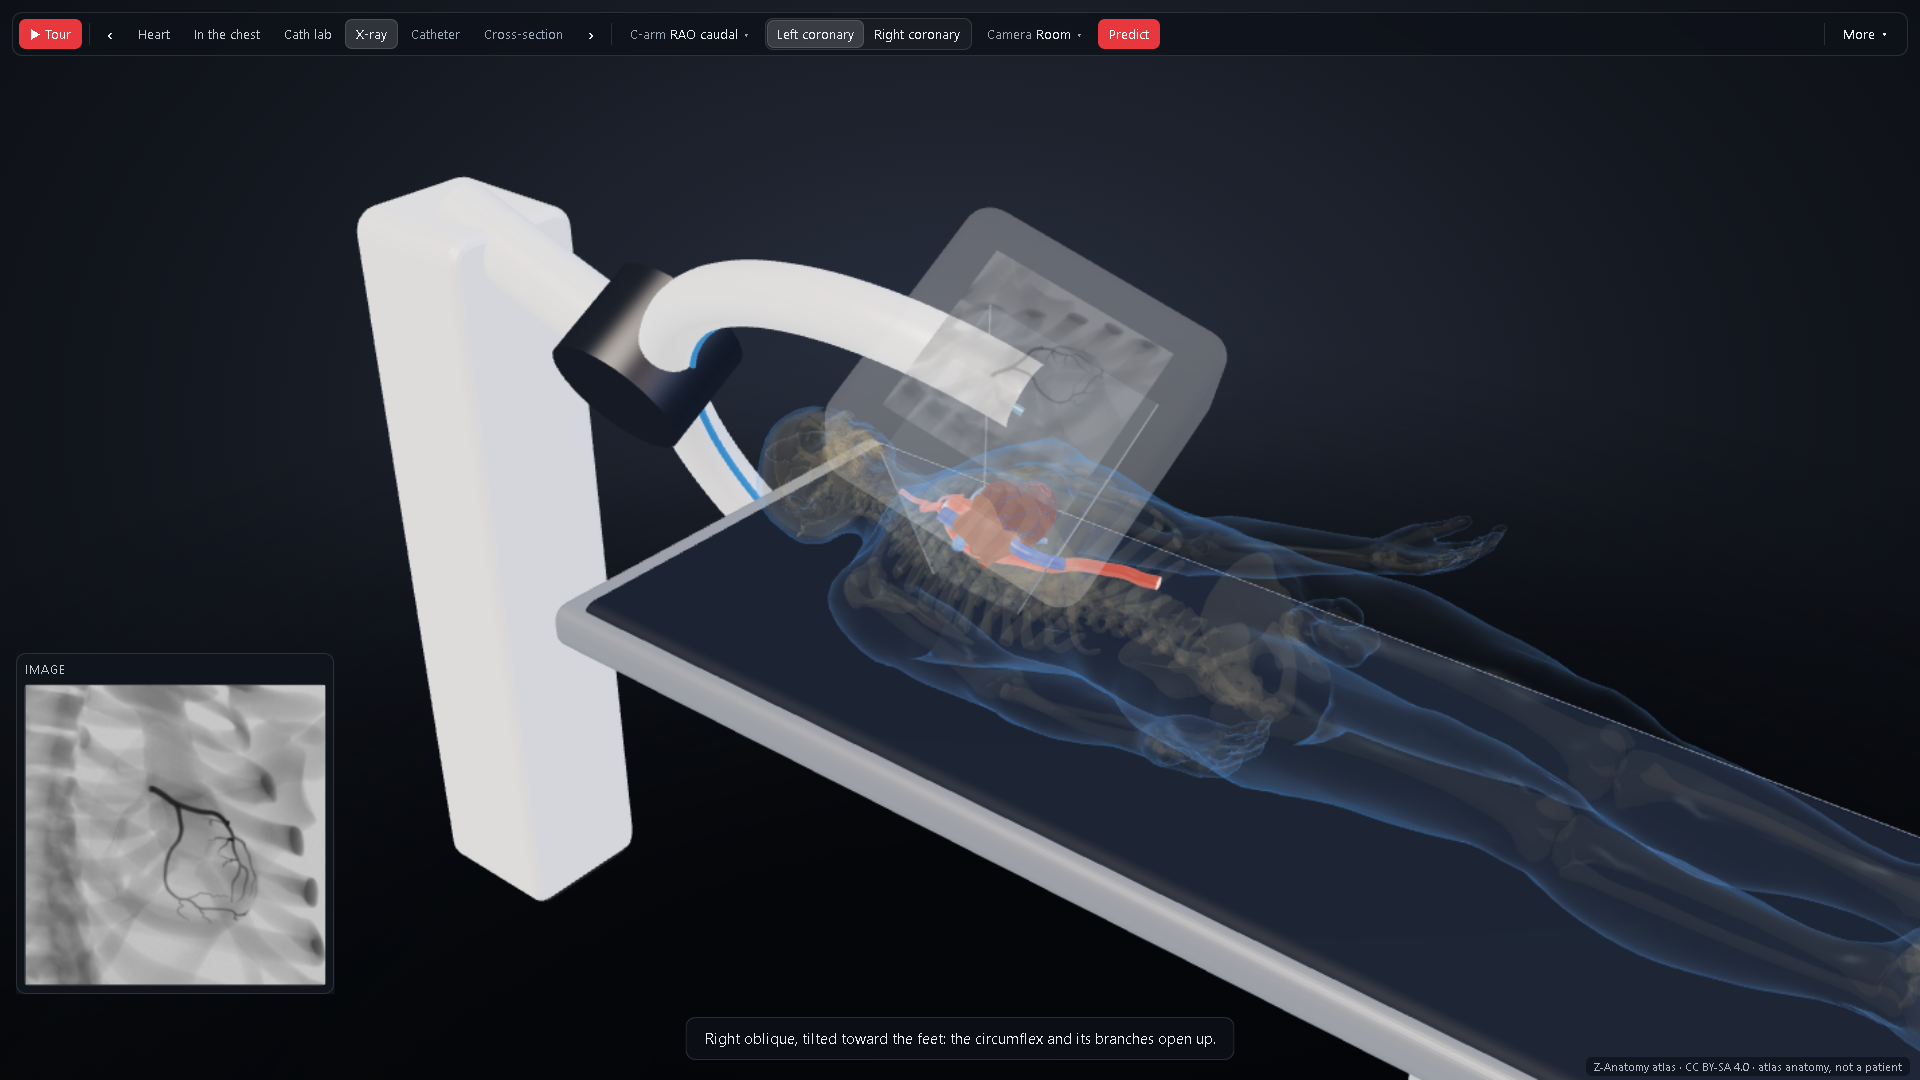 Tour
Heart
In the chest
Cath lab
X-ray
Catheter
Cross-section
C-arm RAO caudal
Left coronary
Right coronary
Camera Room
Predict
More
IMAGE
Right oblique, tilted toward the feet: the circumflex and its branches open up.
Z-Anatomy atlas · CC BY-SA 4.0 · atlas anatomy, not a patient